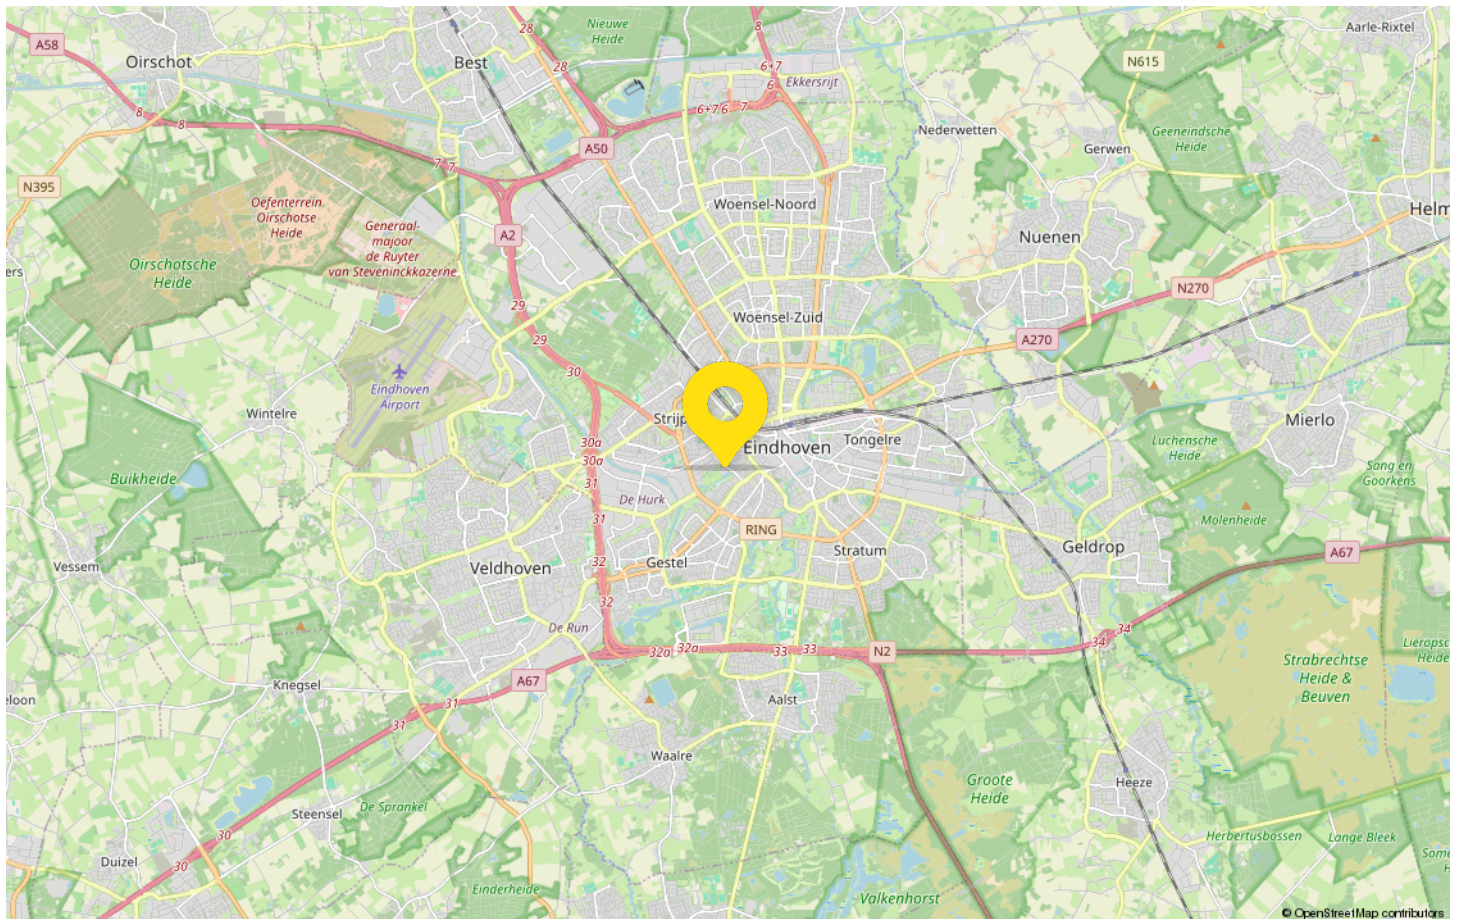 28
Nieuwe
Heide
8
Aarle-Rixtel
A58
Oirschot
Best
28
6+7
6
Ekkersrijt
N615
8
8
6+7
6
7
Nederwetten
Geeneindsche
Heide
A50
Gerwen
7
7
N395
Oefenterrein
Oirschotse
Heide
Woensel-Noord
Helm
Generaal-
majoor
de Ruyter
van Steveninckkazerne
A2
Nuenen
Oirschotsche
Heide
ers
N270
29
Woensel-Zuid
29
A270
30
Eindhoven
Airport
Wintelre
Strijp
Mierlo
Tongelre
Eindhoven
30a
30a
Luchensche
Heide
Buikheide
31
Sang en
Goorkens
De Hurk
31
Molenheide
RING
Stratum
Geldrop
A67
32
Gestel
Veldhoven
Vessem
32
De Run
34
34
Lieropsc
Heide
32a
32a
33
33
N2
Strabrechtse
Heide &
Beuven
A67
Knegsel
eloon
31
31
Aalst
Waalre
Groote
Heide
Heeze
De Sprankel
Steensel
30
Herbertusbossen
Lange Bleek
Some
H
Duizel
30
Einderheide
Valkenhorst
© OpenStreetMap contributors